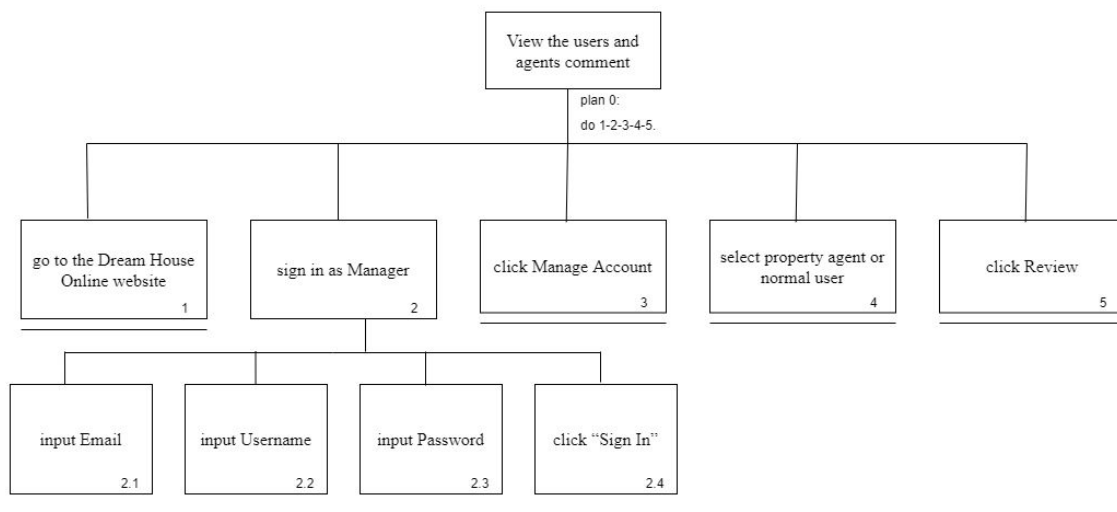 View the users and
agents comment
plan 0:
do 1-2-3-4-5.
go to the Dream House
Online website
1
sign in as Manager
2
click Manage Account
3
select property agent or
normal user
4
click Review
5
input Email
2.1
input Username
2.2
input Password
2.3
click “Sign In”
2.4